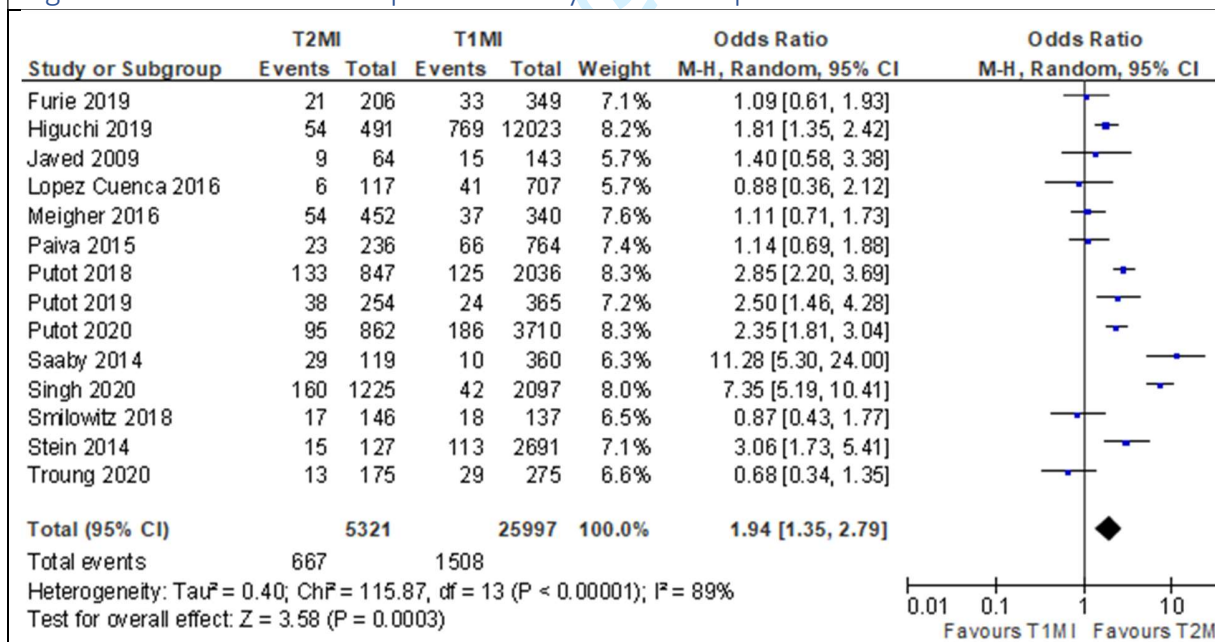 T2MI T1MI Odds Ratio Odds Ratio
Study or Subgroup Events Total Events Total Weight M-H, Random, 95% CI M-H, Random, 95% CI
Furie 2019 21 206 33 349 7.1% 1.09 [0.61, 1.93]
Higuchi 2019 54 491 769 12023 8.2% 1.81 [1.35, 2.42]
Javed 2009 9 64 15 143 5.7% 1.40 [0.58, 3.38]
Lopez Cuenca 2016 6 117 41 707 5.7% 0.88 [0.36, 2.12]
Meigher 2016 54 452 37 340 7.6% 1.11 [0.71, 1.73]
Paiva 2015 23 236 66 764 7.4% 1.14 [0.69, 1.88]
Putot 2018 133 847 125 2036 8.3% 2.85 [2.20, 3.69]
Putot 2019 38 254 24 365 7.2% 2.50 [1.46, 4.28]
Putot 2020 95 862 186 3710 8.3% 2.35 [1.81, 3.04]
Saaby 2014 29 119 10 360 6.3% 11.28 [5.30, 24.00]
Singh 2020 160 1225 42 2097 8.0% 7.35 [5.19, 10.41]
Smilowitz 2018 17 146 18 137 6.5% 0.87 [0.43, 1.77]
Stein 2014 15 127 113 2691 7.1% 3.06 [1.73, 5.41]
Troung 2020 13 175 29 275 6.6% 0.68 [0.34, 1.35]
Total (95% CI) 5321 25997 100.0% 1.94 [1.35, 2.79]
Total events 667 1508
Heterogeneity: Tau² = 0.40; Chi² = 115.87, df = 13 (P < 0.00001); I² = 89%
Test for overall effect: Z = 3.58 (P = 0.0003)
0.01 0.1 1 10
Favours T1MI Favours T2M